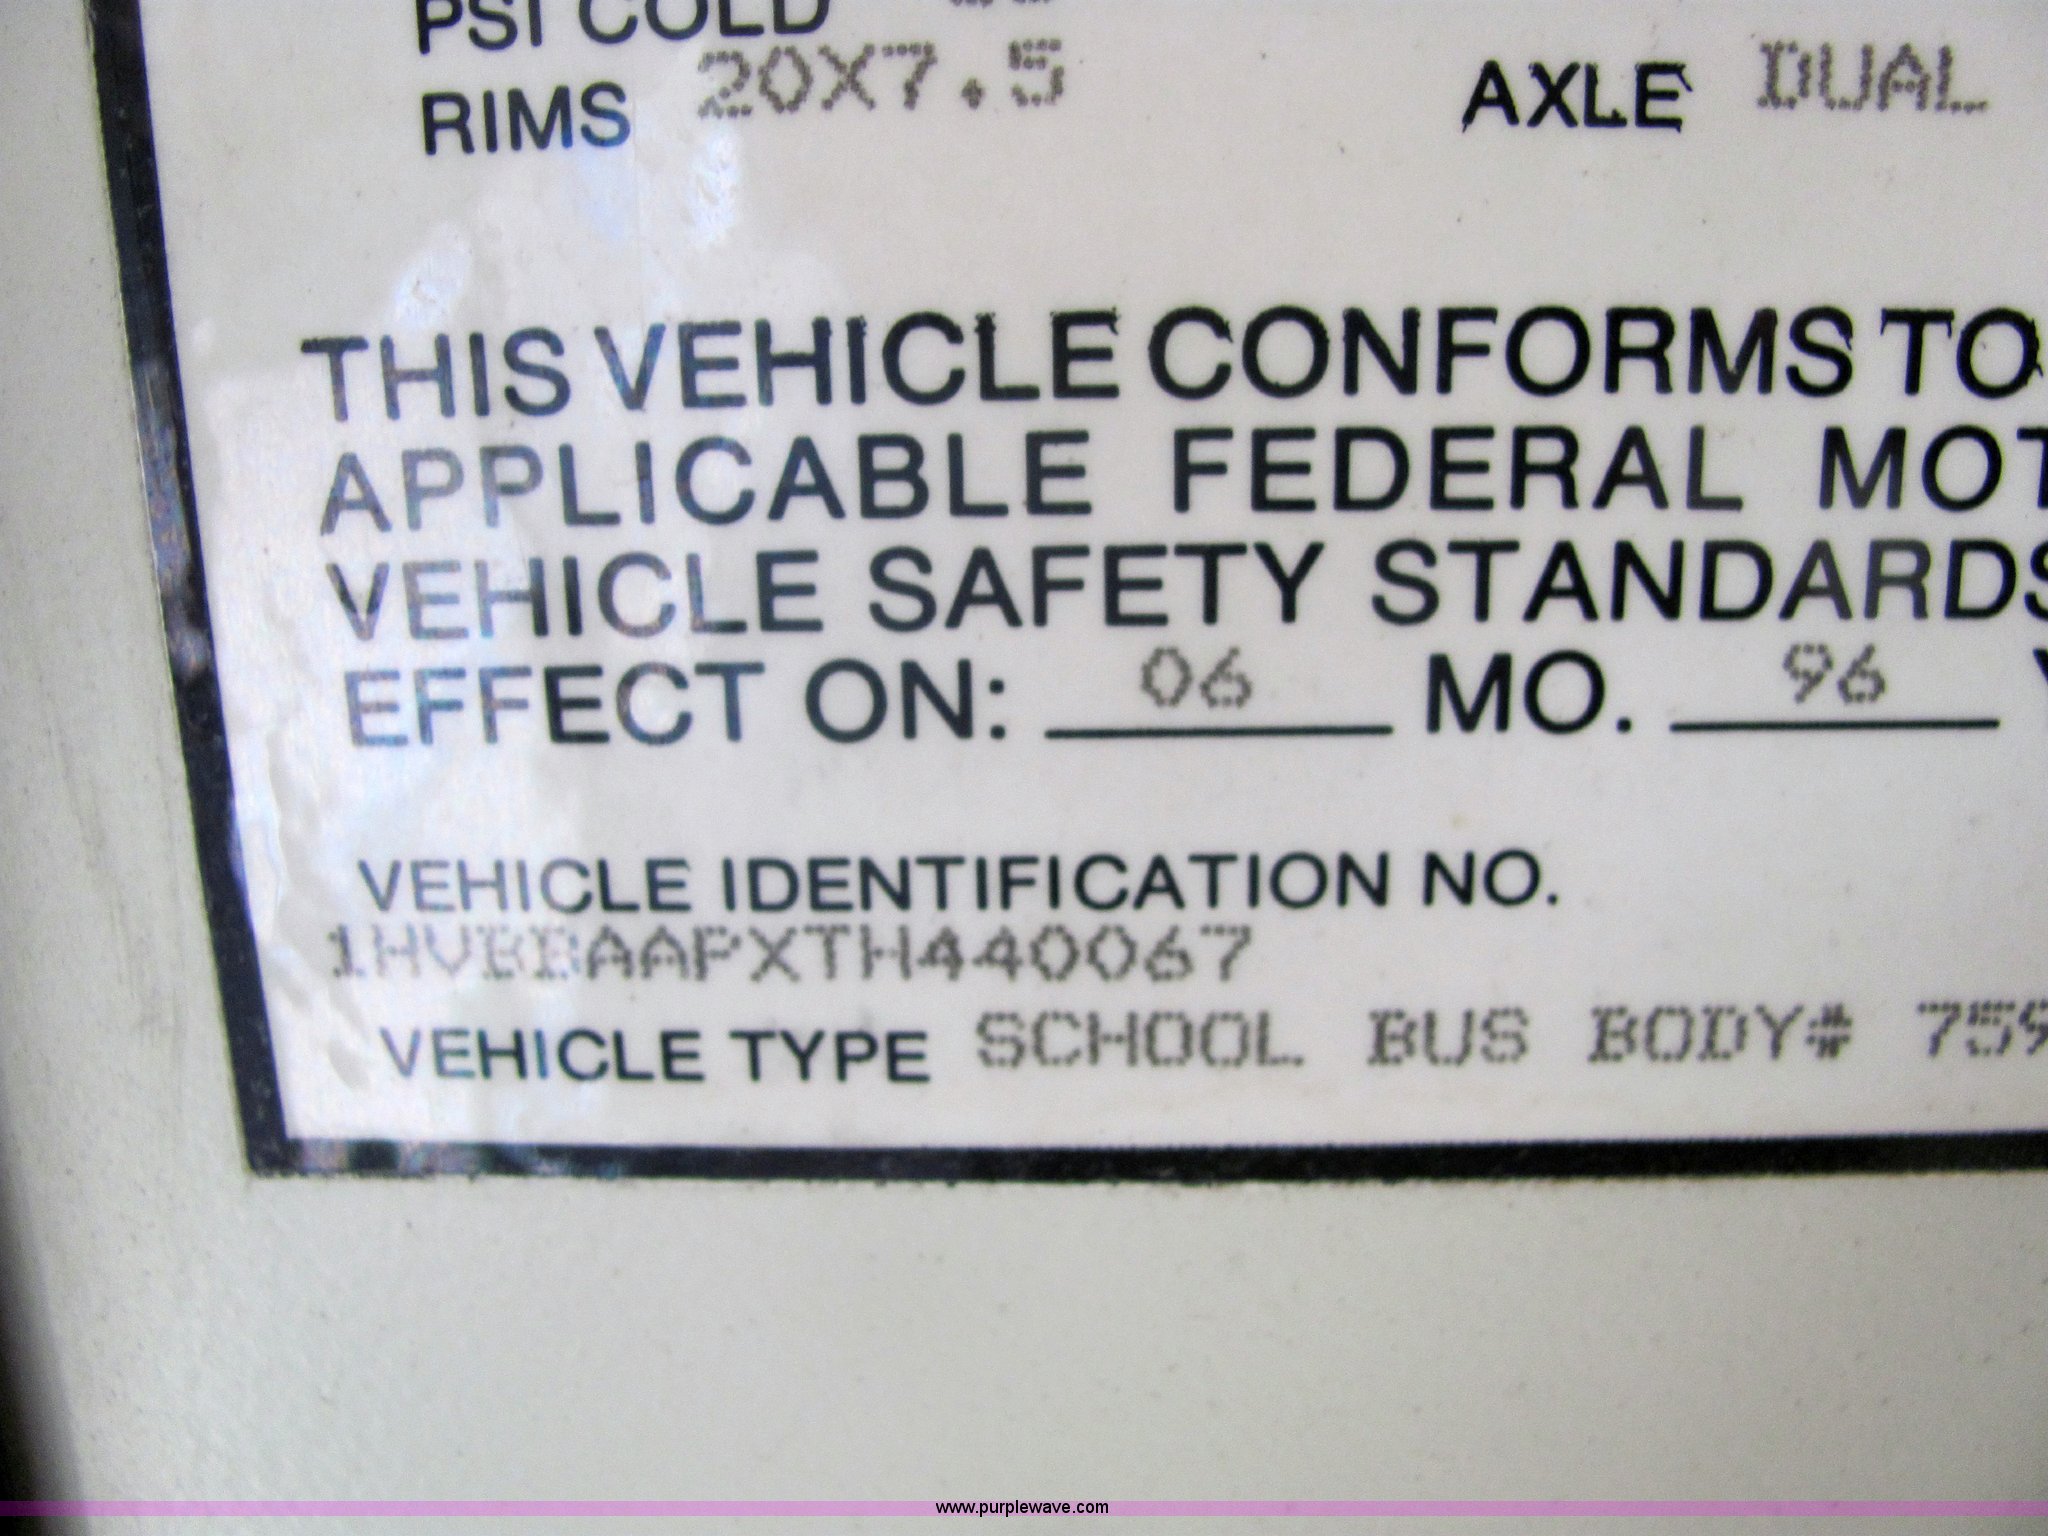 PSI COLD
RIMS 20X7.5 AXLE DUAL
THIS VEHICLE CONFORMS TO
APPLICABLE FEDERAL MOT
VEHICLE SAFETY STANDARDS
EFFECT ON: 06 MO. 96
VEHICLE IDENTIFICATION NO.
1HVBBAAPXTH440067
VEHICLE TYPE SCHOOL BUS BODY# 759
www.purplewave.com